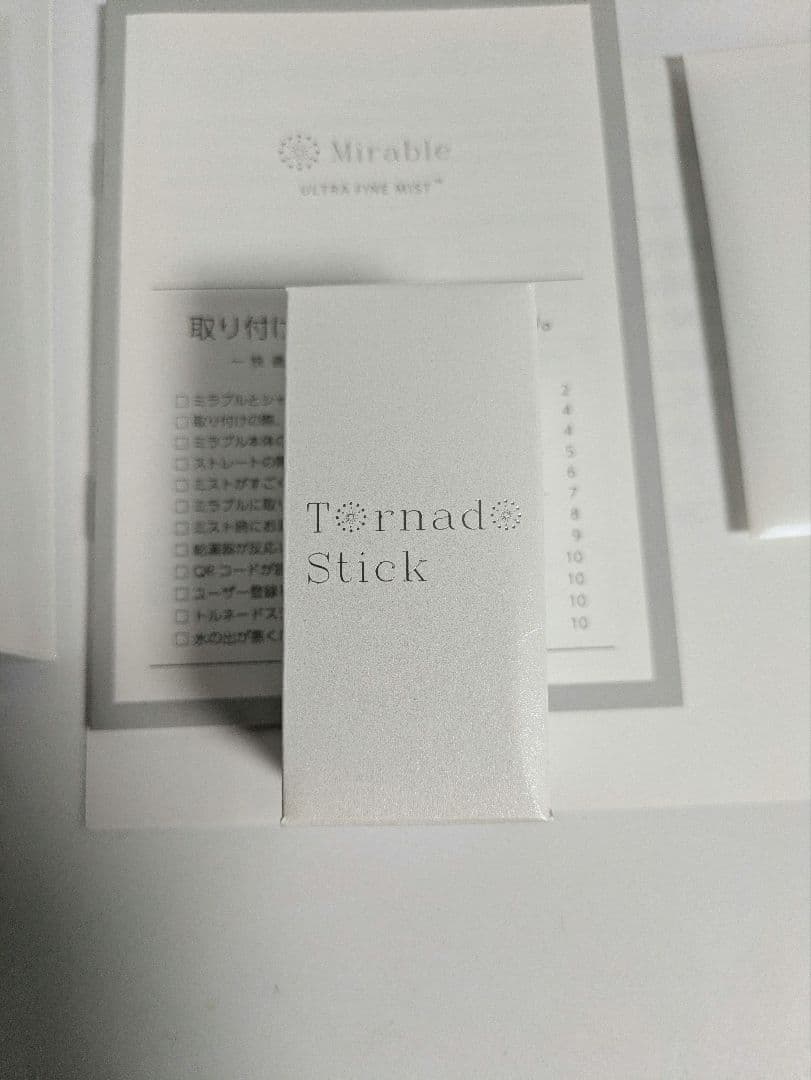 Mirable
ULTRA FINE MIST™
取り付け
ミラブルとシャ
取り付けの際、
ミラブル本体の
ストレートの
ミストがすごく
ミラブルに取り
ミスト時にお
QRコードが
ユーザー登録
トルネードス
水の出が悪く
2
4
4
5
6
7
8
9
10
10
10
10
Tornado
Stick